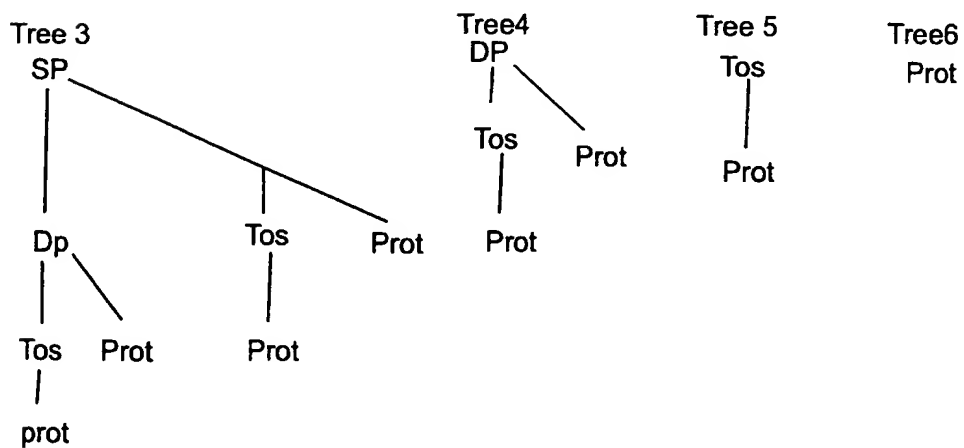 Tree 3
SP
Dp
Tos
Prot
Tos
Prot
Prot
prot
Tree4
DP
Tos
Prot
Prot
Tree 5
Tos
Prot
Tree6
Prot